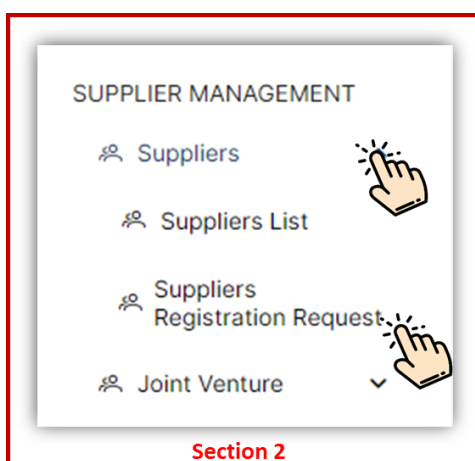 SUPPLIER MANAGEMENT
Suppliers
Suppliers List
Suppliers
Registration Request
Joint Venture
Section 2